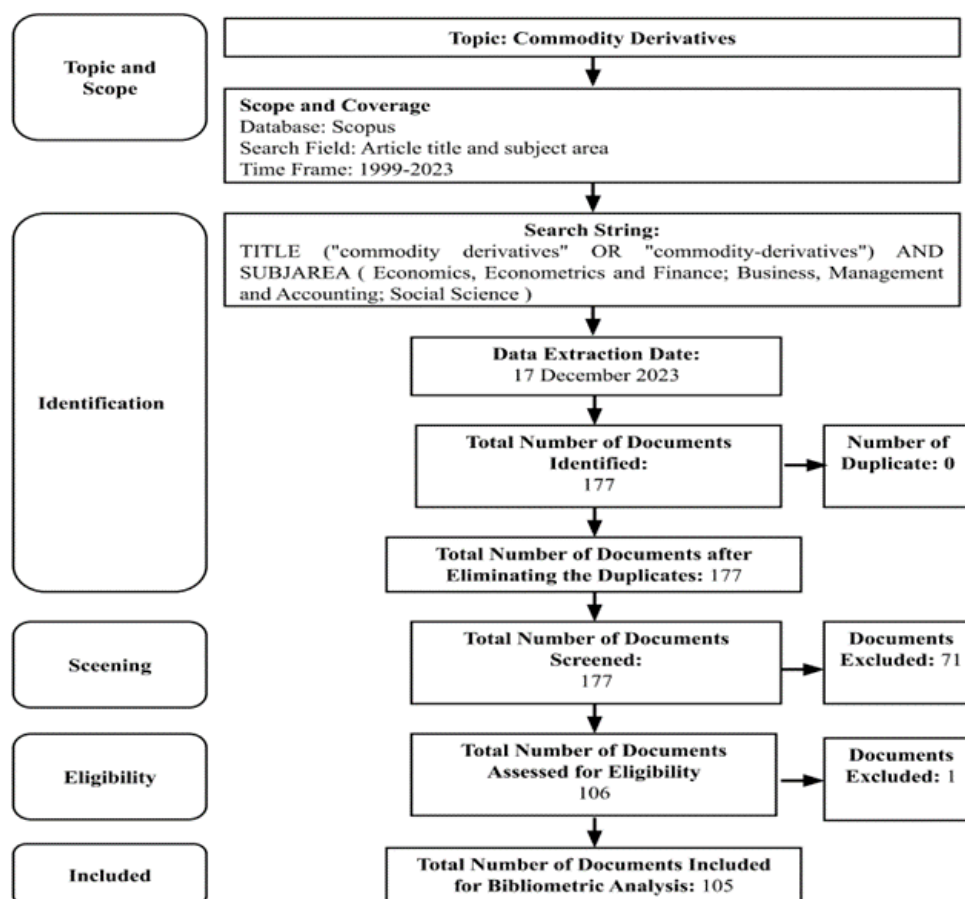 Topic and
Scope
Topic: Commodity Derivatives
Scope and Coverage
Database: Scopus
Search Field: Article title and subject area
Time Frame: 1999-2023
Identification
Search String:
TITLE ("commodity derivatives" OR "commodity-derivatives") AND
SUBJAREA ( Economics, Econometrics and Finance; Business, Management
and Accounting; Social Science )
Data Extraction Date:
17 December 2023
Total Number of Documents
Identified:
177
Number of
Duplicate: 0
Total Number of Documents after
Eliminating the Duplicates: 177
Sceening
Total Number of Documents
Screened:
177
Documents
Excluded: 71
Eligibility
Total Number of Documents
Assessed for Eligibility
106
Documents
Excluded: 1
Included
Total Number of Documents Included
for Bibliometric Analysis: 105